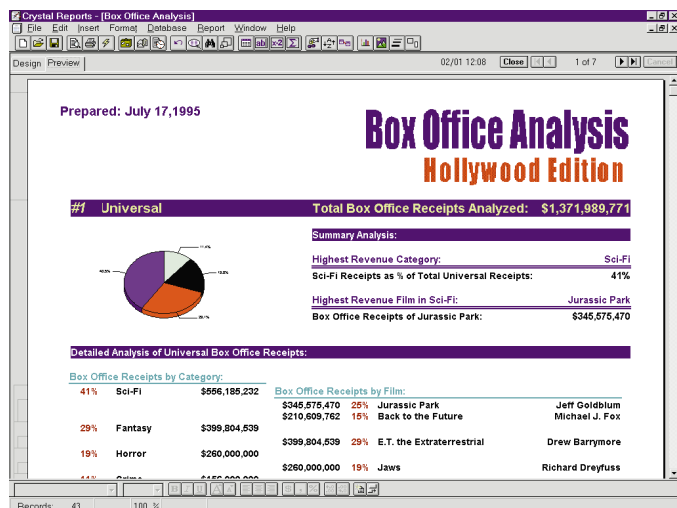 Crystal Reports - [Box Office Analysis]
File Edit Insert Format Database Report Window Help
Design Preview 02/01 12:08 Close 1 of 7 Cancel
Prepared: July 17,1995
Box Office Analysis
Hollywood Edition
#1 Universal Total Box Office Receipts Analyzed: $1,371,989,771
Summary Analysis:
Highest Revenue Category: Sci-Fi
Sci-Fi Receipts as % of Total Universal Receipts: 41%
Highest Revenue Film in Sci-Fi: Jurassic Park
Box Office Receipts of Jurassic Park: $345,575,470
Detailed Analysis of Universal Box Office Receipts:
Box Office Receipts by Category:
Box Office Receipts by Film:
41% Sci-Fi $556,185,232
$345,575,470 25% Jurassic Park Jeff Goldblum
$210,609,762 15% Back to the Future Michael J. Fox
29% Fantasy $399,804,539
$399,804,539 29% E.T. the Extraterrestrial Drew Barrymore
19% Horror $260,000,000
$260,000,000 19% Jaws Richard Dreyfuss
Records: 43 100 %